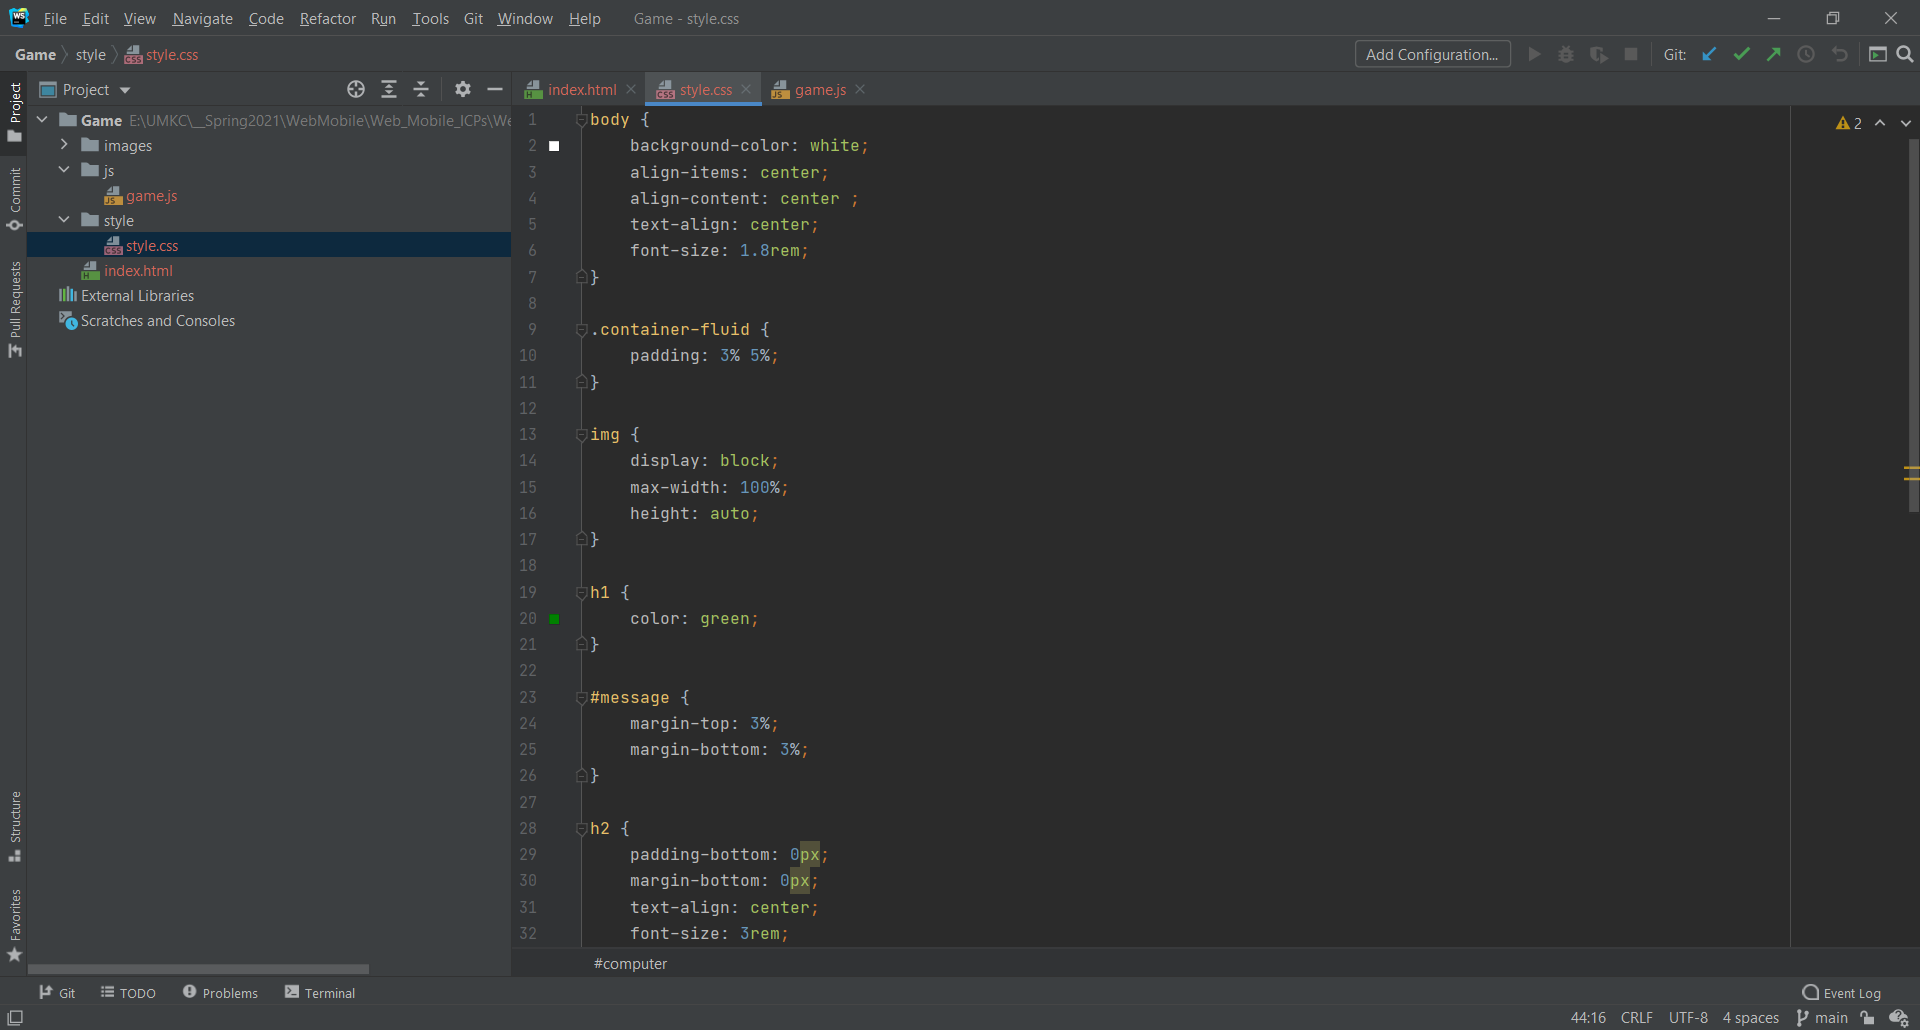 File Edit View Navigate Code Refactor Run Tools Git Window Help Game - style.css
Game style style.css Add Configuration... Git:
Project
index.html style.css game.js
Game E:\UMKC\__Spring2021\WebMobile\Web_Mobile_ICPs\We
images
js
game.js
style
style.css
index.html
External Libraries
Scratches and Consoles
Project
Commit
Pull Requests
Structure
Favorites
2
1 body {
2 background-color: white;
3 align-items: center;
4 align-content: center ;
5 text-align: center;
6 font-size: 1.8rem;
7 }
8
9 .container-fluid {
10 padding: 3% 5%;
11 }
12
13 img {
14 display: block;
15 max-width: 100%;
16 height: auto;
17 }
18
19 h1 {
20 color: green;
21 }
22
23 #message {
24 margin-top: 3%;
25 margin-bottom: 3%;
26 }
27
28 h2 {
29 padding-bottom: 0px;
30 margin-bottom: 0px;
31 text-align: center;
32 font-size: 3rem;
#computer
Git TODO Problems Terminal Event Log
44:16 CRLF UTF-8 4 spaces main